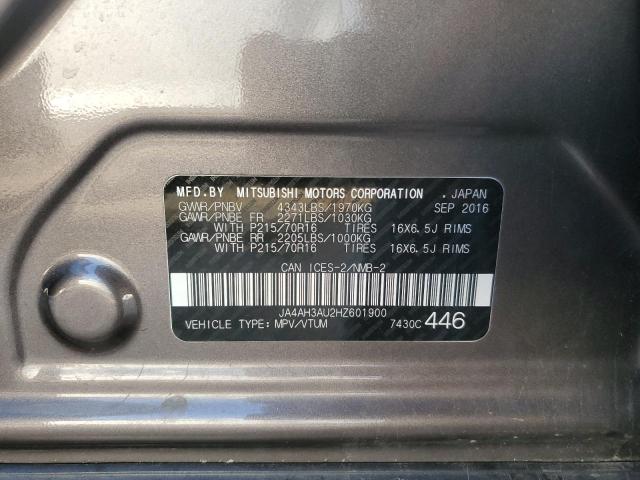 MFD.BY MITSUBISHI MOTORS CORPORATION . JAPAN
GVWR/PNBV 4343LBS/1970KG SEP 2016
GAWR/PNBE FR 2271LBS/1030KG
WITH P215/70R16 TIRES 16X6.5J RIMS
GAWR/PNBE RR 2205LBS/1000KG
WITH P215/70R16 TIRES 16X6.5J RIMS
CAN ICES-2/NMB-2
JA4AH3AU2HZ601900
VEHICLE TYPE: MPV/VTUM 7430C 446